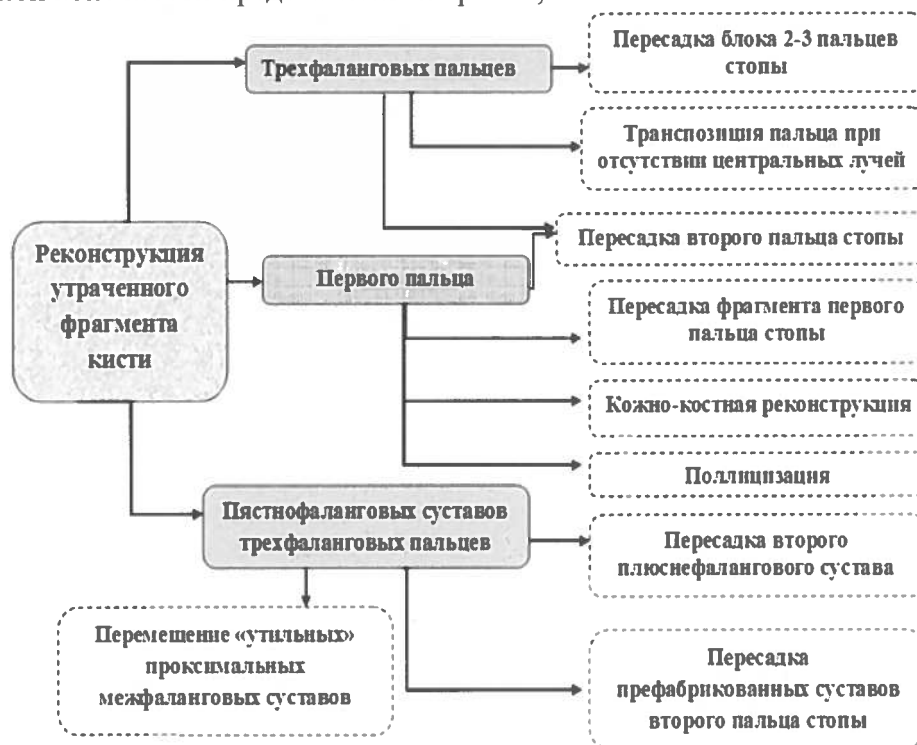 Трехфаланговых пальцев
Пересадка блока 2-3 пальцев
стопы
Транспозиция пальца при
отсутствии центральных лучей
Реконструкция
утраченного
фрагмента
кисти
Первого пальца
Пересадка второго пальца стопы
Пересадка фрагмента первого
пальца стопы
Кожно-костная реконструкция
Поллицизация
Пястнофаланговых суставов
трехфаланговых пальцев
Пересадка второго
плюснефалангового сустава
Перемещение «утильных»
проксимальных
межфаланговых суставов
Пересадка
префабрикованных суставов
второго пальца стопы